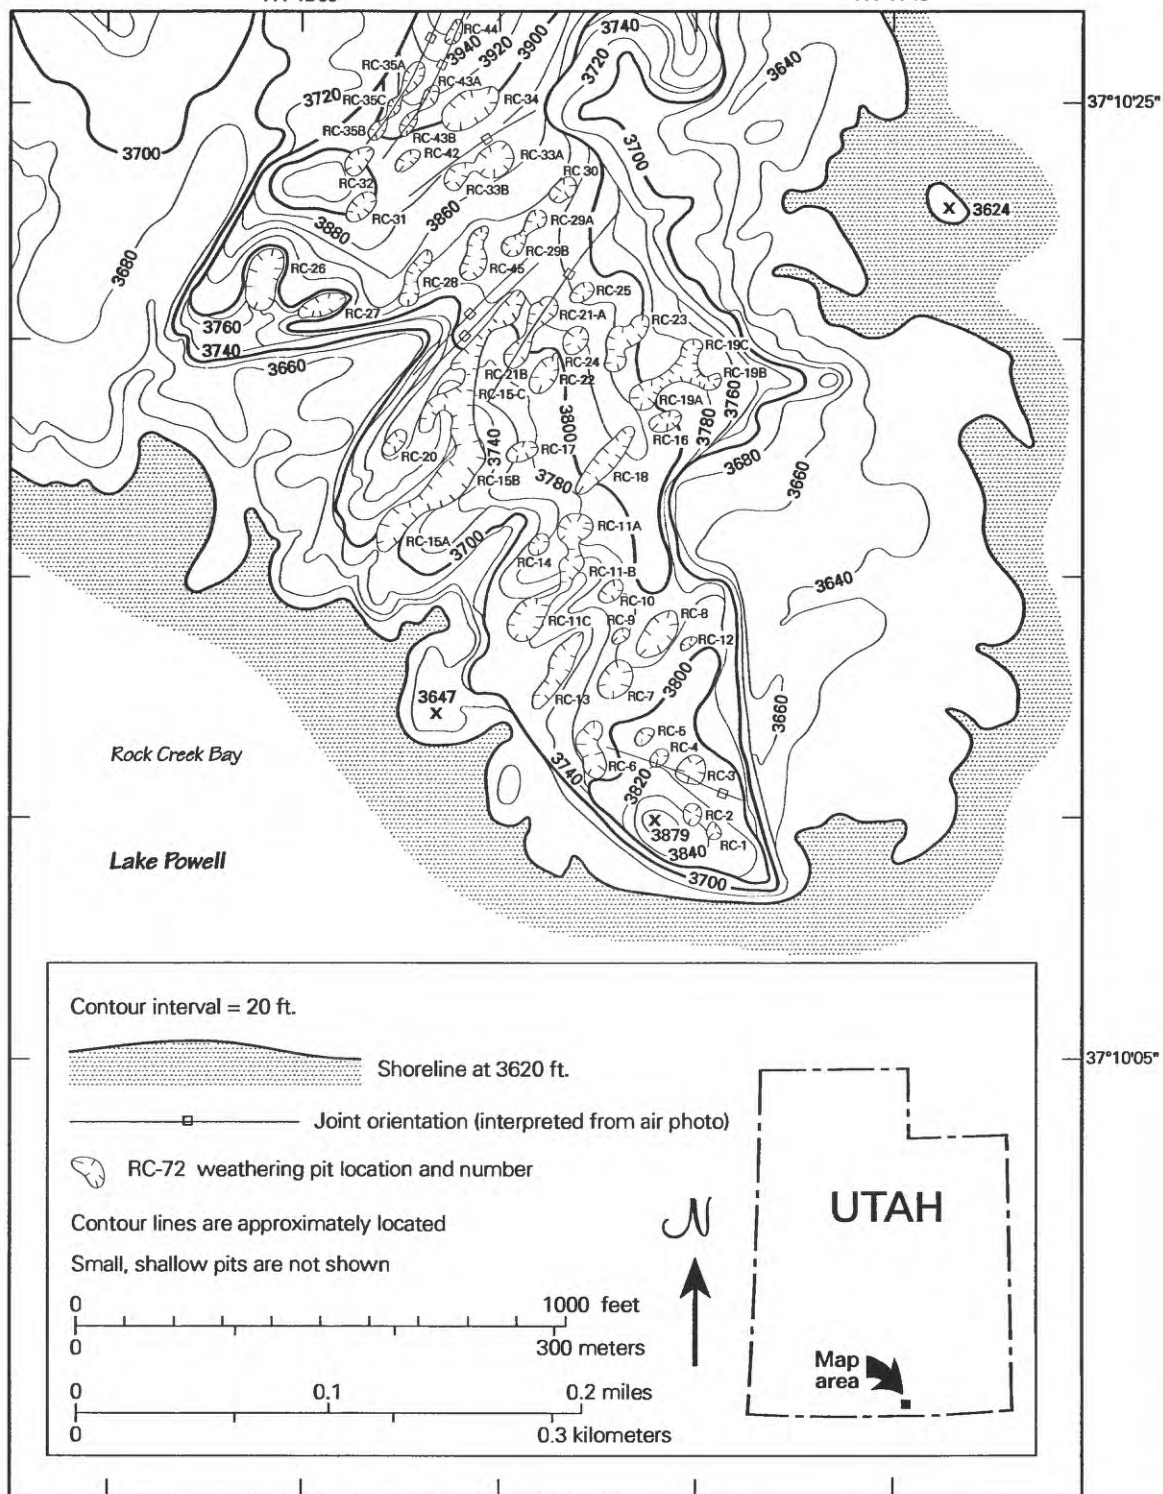 RC-44
3740
3940
3920
3900
RC-35A
3720
3640
RC-43A
3720
RC-35C
RC-34
37°10'25"
RC-35B
RC-43B
3700
3700
RC-42
RC-33A
RC-32
RC-33B
RC 30
RC-31
3860
3624
3880
RC-29A
3680
RC-29B
RC-26
RC-45
RC-28
RC-25
RC-27
RC-21-A
RC-23
3760
3740
RC-19C
RC-24
3660
RC-21B
RC-22
RC-19B
RC-15-C
3760
RC-19A
3800
3780
RC-16
3740
RC-20
RC-17
3680
3660
RC-15B
3780
RC-18
RC-11A
RC-15A
3700
RC-14
RC-11-B
3640
RC-10
RC-9
RC-8
RC-11C
RC-12
3800
3647
RC-13
RC-7
3660
RC-5
Rock Creek Bay
RC-4
3740
RC-6
RC-3
3820
RC-2
3879
RC-1
3840
Lake Powell
3700
Contour interval = 20 ft.
Shoreline at 3620 ft.
37°10'05"
Joint orientation (interpreted from air photo)
RC-72 weathering pit location and number
Contour lines are approximately located
Small, shallow pits are not shown
N
UTAH
0 1000 feet
0 300 meters
Map
area
0 0.1 0.2 miles
0 0.3 kilometers